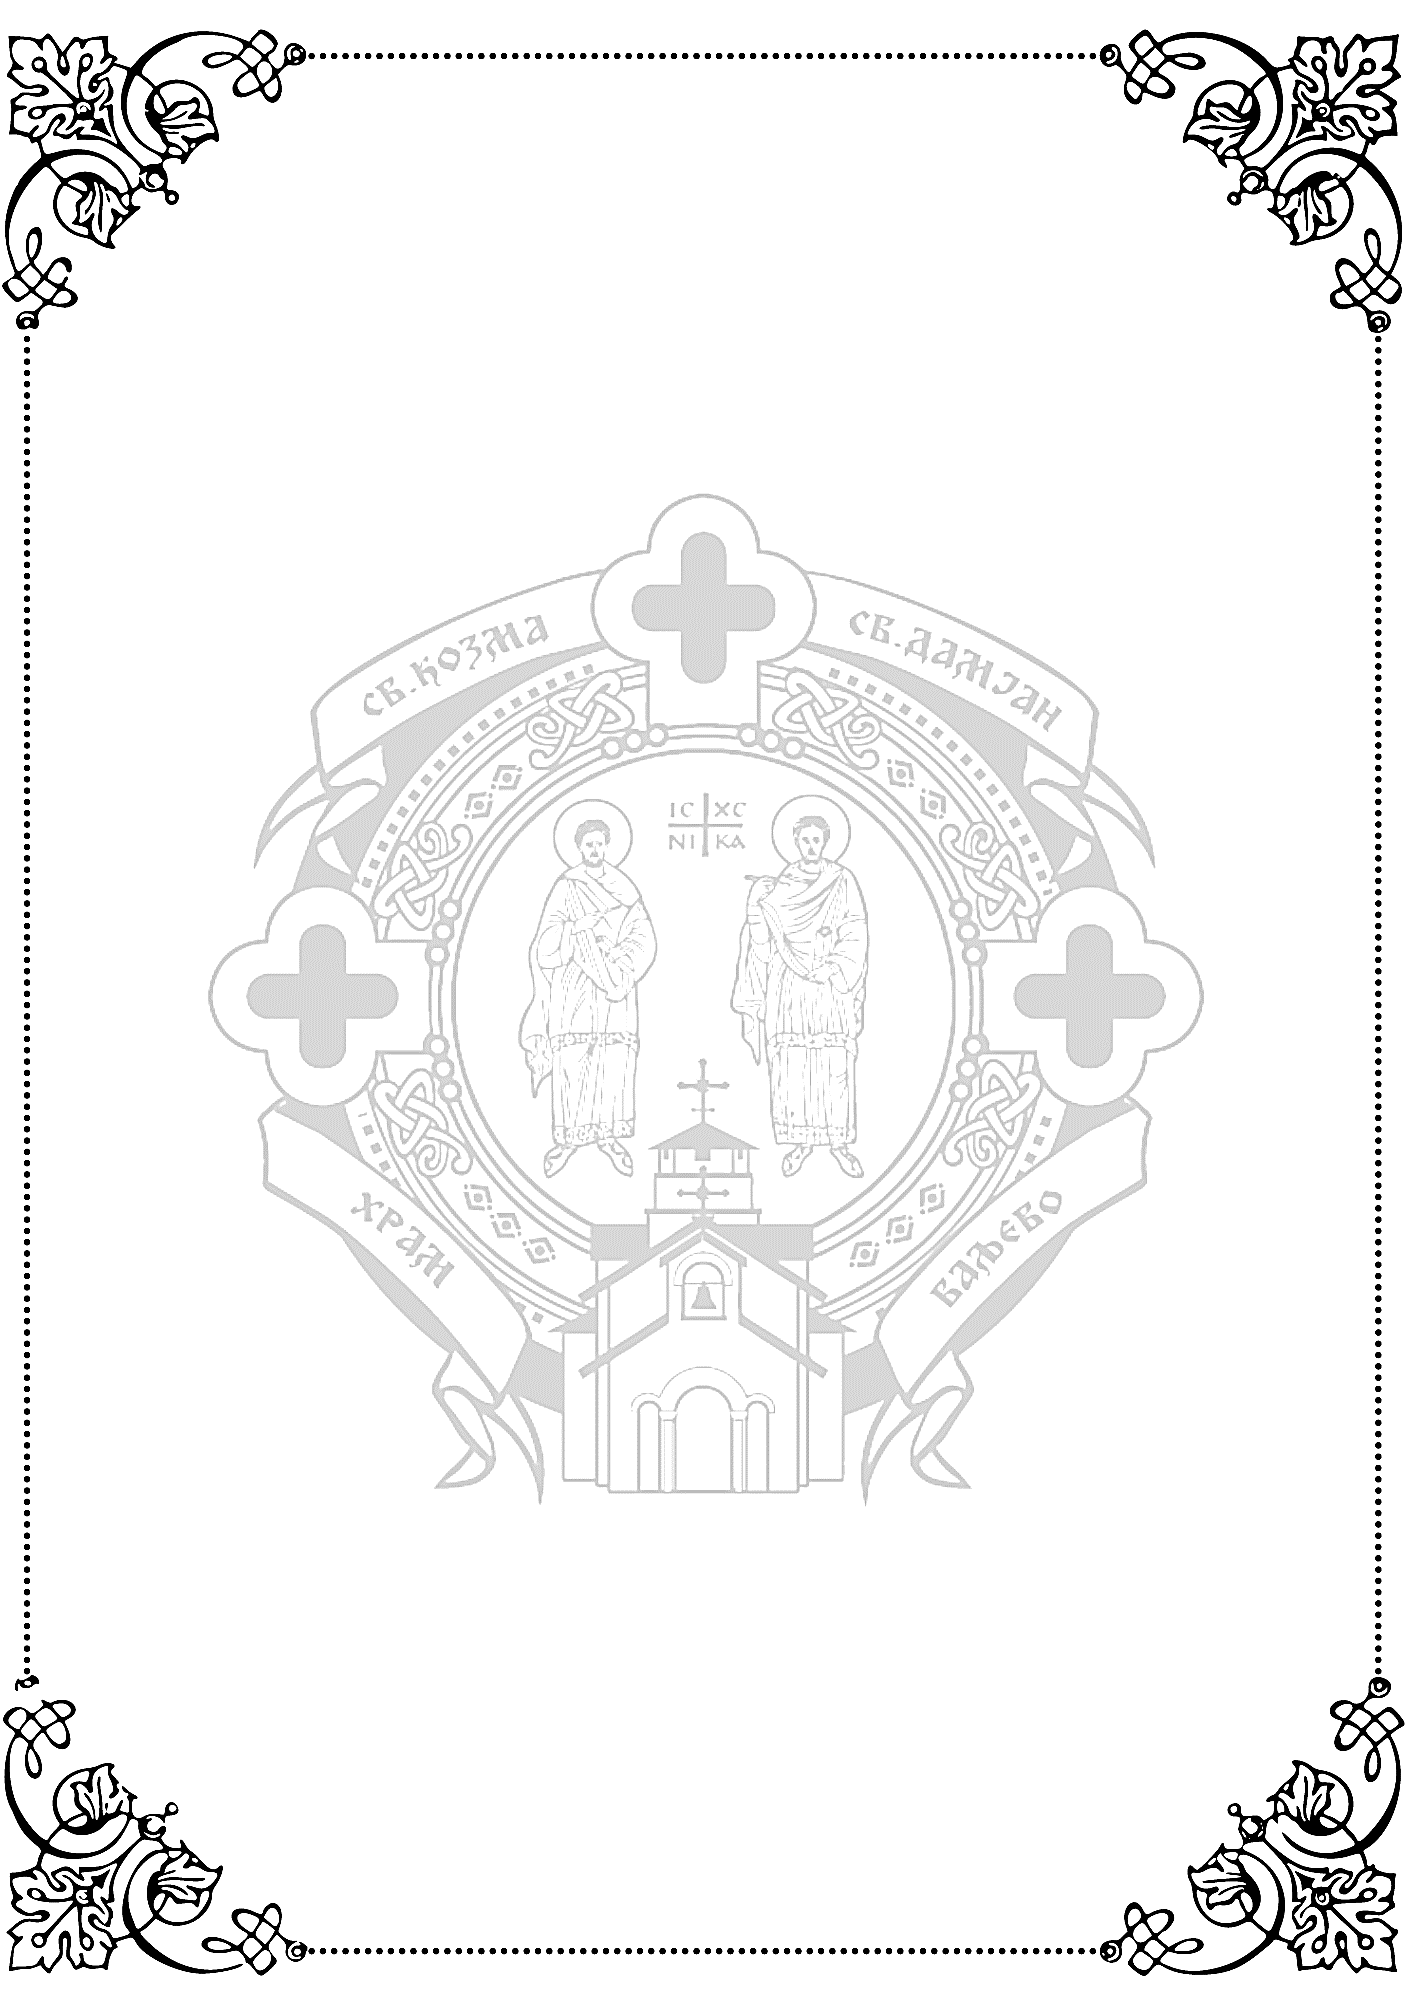 св.козма
св.дамјан
IC XC
NI KA
храм
ваљево